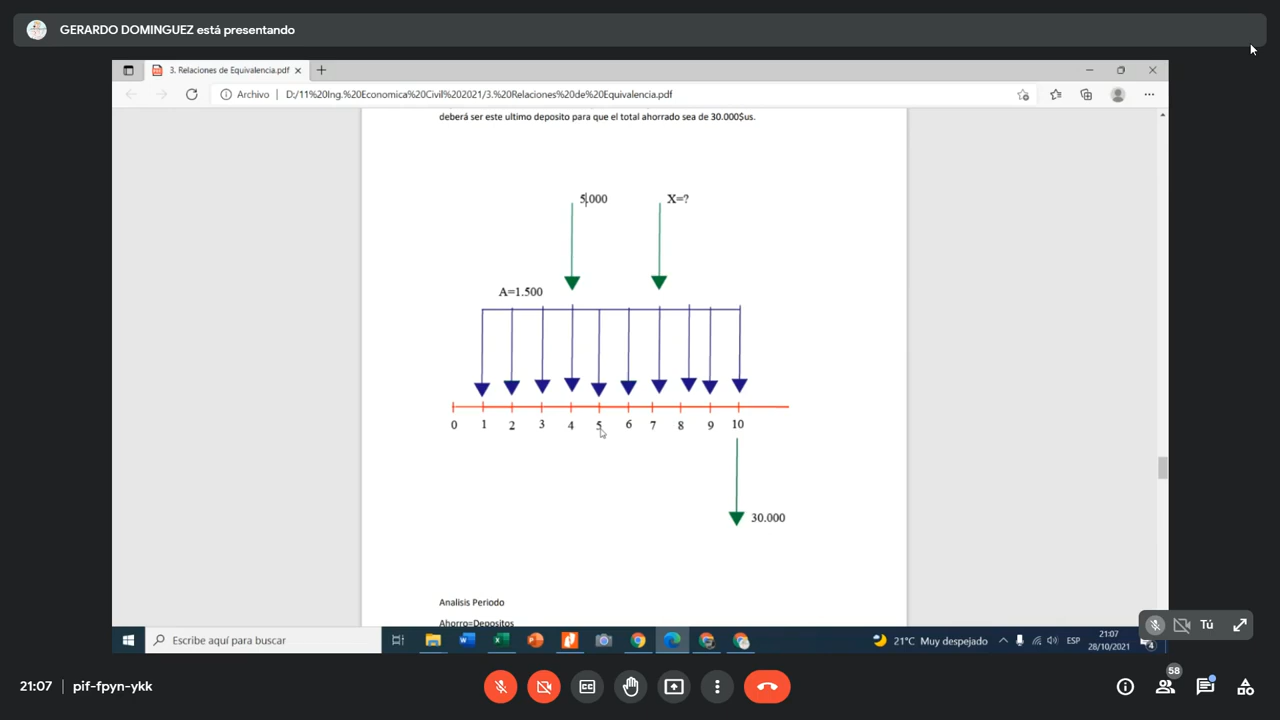 GERARDO DOMINGUEZ está presentando
3. Relaciones de Equivalencia.pdf
Archivo D:/11%20Ing.%20Economica%20Civil%202021/3.%20Relaciones%20de%20Equivalencia.pdf
deberá ser este ultimo deposito para que el total ahorrado sea de 30.000$us.
5.000 X=?
A=1.500
0 1 2 3 4 5 6 7 8 9 10
30.000
Analisis Periodo
Ahorro=Depositos
Tú
Escribe aquí para buscar
21°C Muy despejado
ESP
21:07
28/10/2021
4
21:07 pif-fpyn-ykk
58